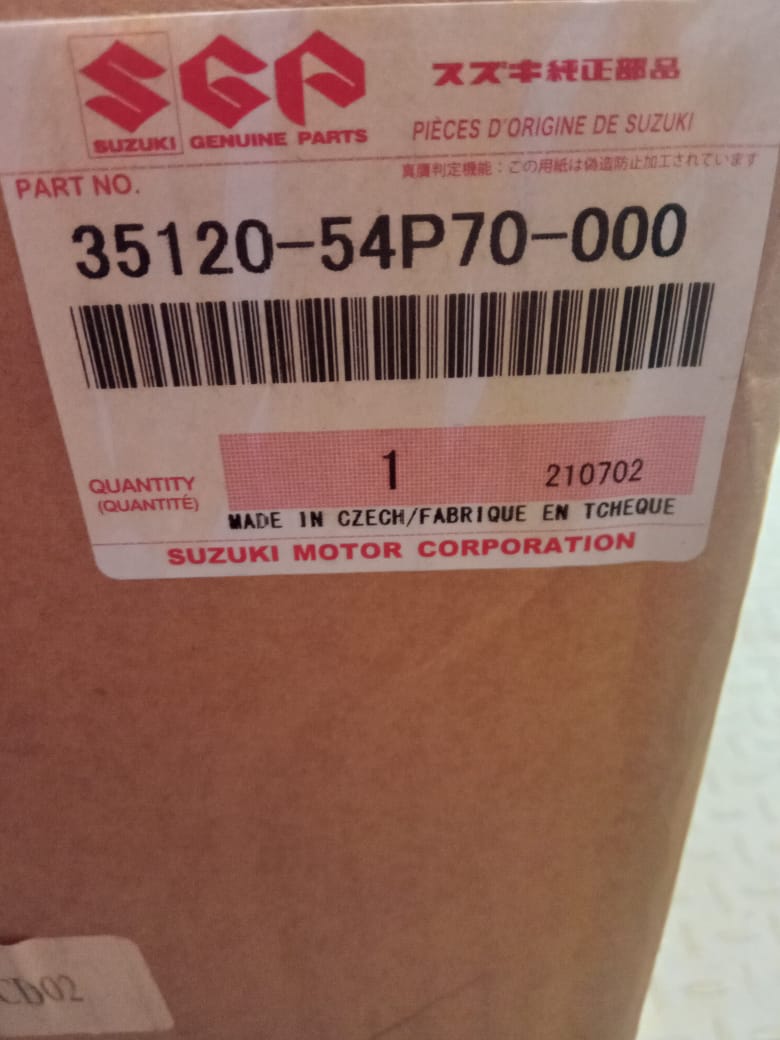 SGP
スズキ純正部品
SUZUKI GENUINE PARTS
PIÈCES D'ORIGINE DE SUZUKI
真贋判定機能：この用紙は偽造防止加工されています
PART NO.
35120-54P70-000
1
210702
QUANTITY
(QUANTITÉ)
MADE IN CZECH/FABRIQUE EN TCHEQUE
SUZUKI MOTOR CORPORATION
CD02